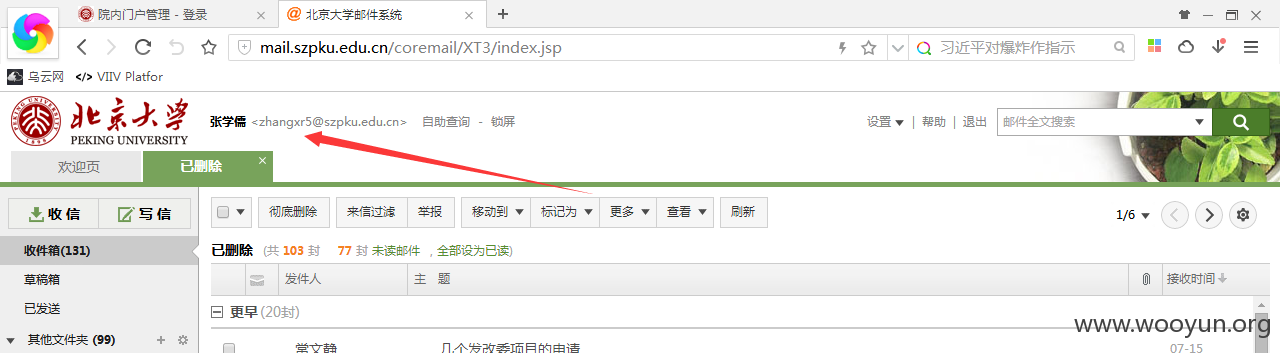 院内门户管理 - 登录
北京大学邮件系统
mail.szpku.edu.cn/coremail/XT3/index.jsp
习近平对爆炸作指示
乌云网 </> VIIV Platfor
北京大学
PEKING UNIVERSITY
张学儒 <zhangxr5@szpku.edu.cn> 自助查询 - 锁屏
设置 | 帮助 | 退出
邮件全文搜索
欢迎页 已删除
收信 写信
彻底删除 来信过滤 举报 移动到 标记为 更多 查看 刷新
1/6
收件箱(131)
已删除 (共 103 封 77 封 未读邮件 , 全部设为已读)
草稿箱
发件人 主 题 接收时间
已发送
更早 (20封)
其他文件夹 (99)
常文静 几个发改委项目的申请 07-15
www.wooyun.org